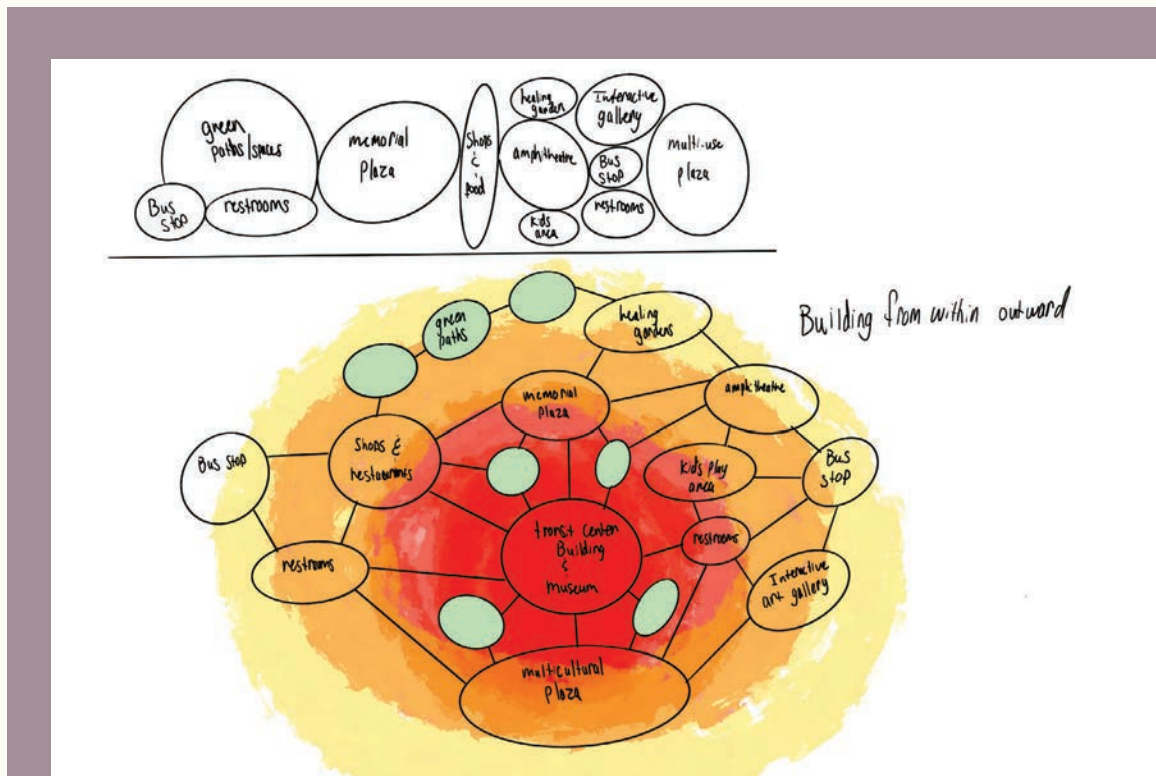 green
paths/spaces
Bus
stop
restrooms
memorial
plaza
Shops
&
food
healing
garden
amphitheatre
kids
area
Interactive
gallery
Bus
stop
restrooms
multi-use
plaza
Building from within outward
green
paths
healing
gardens
memorial
plaza
amphitheatre
Bus stop
Shops &
restaurants
kids play
area
Bus
stop
transit center
Building
&
museum
restrooms
restrooms
Interactive
art gallery
multicultural
plaza